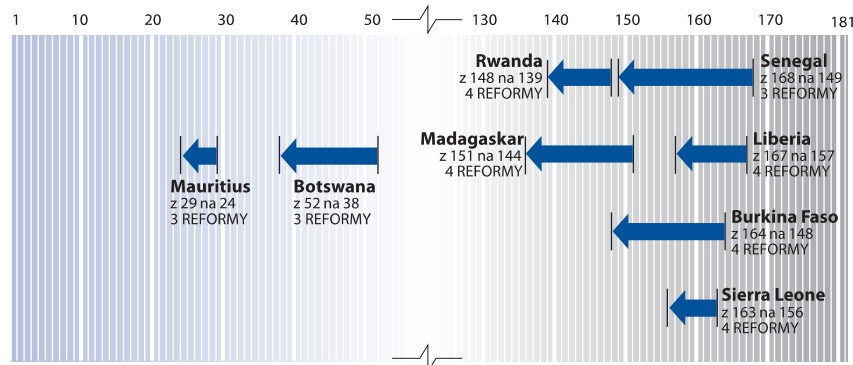 1 10 20 30 40 50 130 140 150 160 170 181
Rwanda
z 148 na 139
4 REFORMY
Senegal
z 168 na 149
3 REFORMY
Madagaskar
z 151 na 144
4 REFORMY
Liberia
z 167 na 157
4 REFORMY
Mauritius
z 29 na 24
3 REFORMY
Botswana
z 52 na 38
3 REFORMY
Burkina Faso
z 164 na 148
4 REFORMY
Sierra Leone
z 163 na 156
4 REFORMY